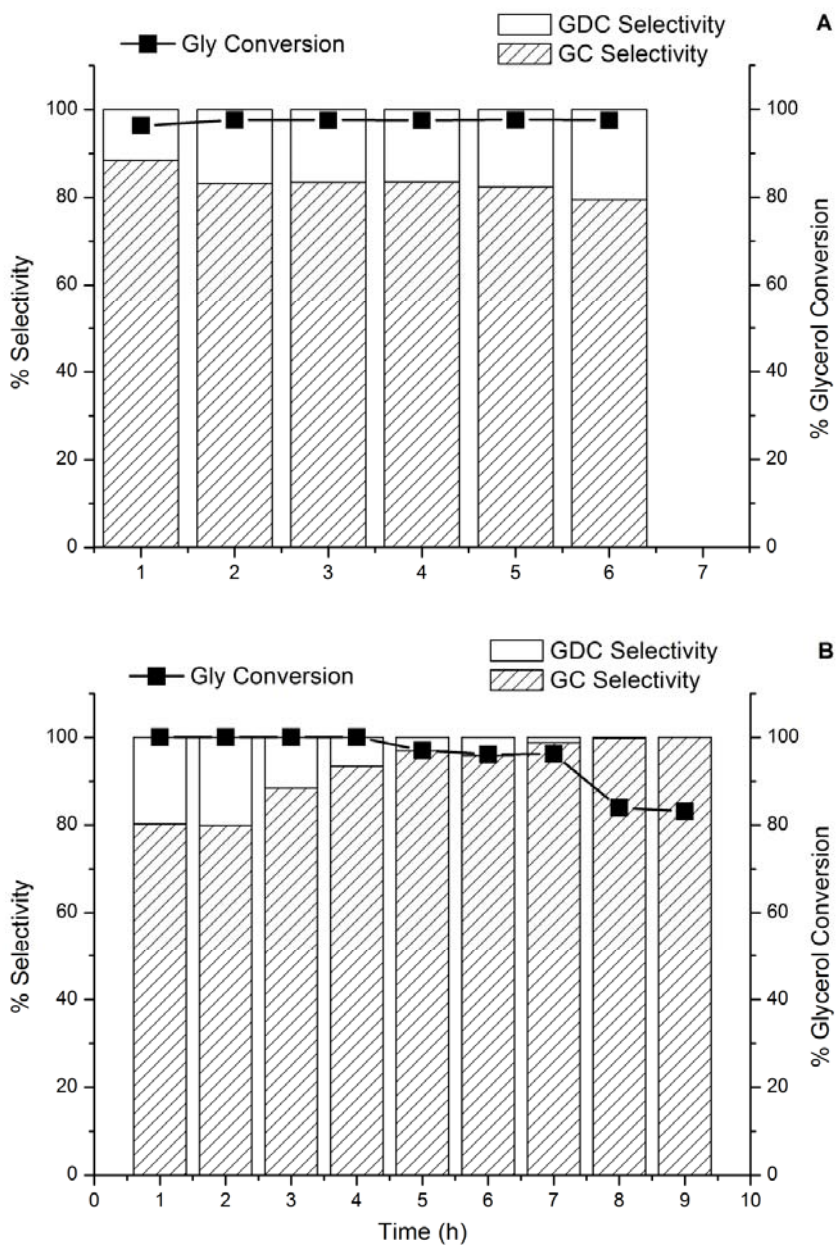 A
Gly Conversion
GDC Selectivity
GC Selectivity
100
80
60
40
20
0
% Selectivity
100
80
60
40
20
0
% Glycerol Conversion
1 2 3 4 5 6 7
B
Gly Conversion
GDC Selectivity
GC Selectivity
100
80
60
40
20
0
% Selectivity
100
80
60
40
20
0
% Glycerol Conversion
0 1 2 3 4 5 6 7 8 9 10
Time (h)